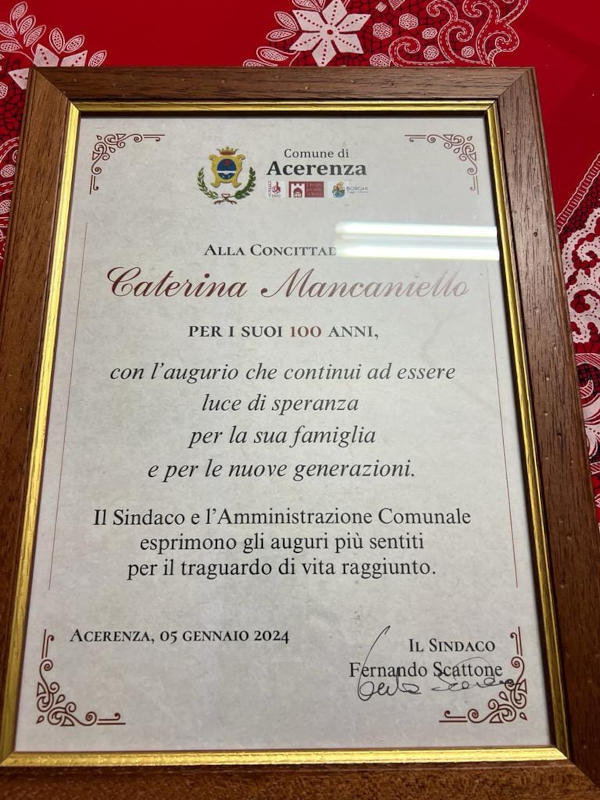 Comune di
Acerenza
BORGHI
ALLA CONCITTAD
Caterina Mancaniello
PER I SUOI 100 ANNI,
con l'augurio che continui ad essere
luce di speranza
per la sua famiglia
e per le nuove generazioni.
Il Sindaco e l'Amministrazione Comunale
esprimono gli auguri più sentiti
per il traguardo di vita raggiunto.
ACERENZA, 05 GENNAIO 2024
IL SINDACO
Fernando Scattone